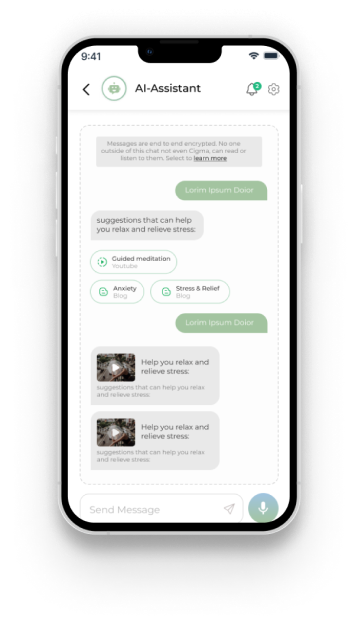 9:41
AI-Assistant
2
Messages are end to end encrypted. No one
outside of this chat not even Cigma, can read or
listen to them. Select to learn more
Lorim Ipsum Dolor
suggestions that can help
you relax and relieve stress:
Guided meditation
Youtube
Anxiety
Blog
Stress & Relief
Blog
Lorim Ipsum Dolor
Help you relax and
relieve stress:
suggestions that can help you relax
and relieve stress:
Help you relax and
relieve stress:
suggestions that can help you relax
and relieve stress:
Send Message